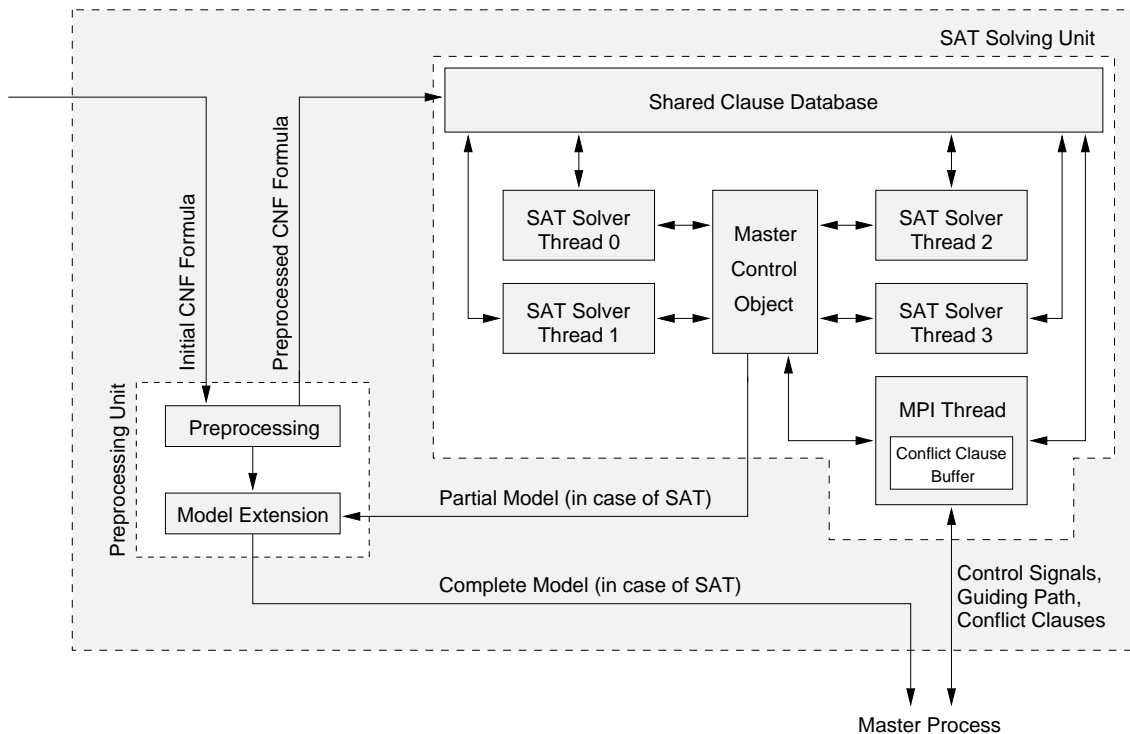 SAT Solving Unit
Shared Clause Database
Initial CNF Formula
Preprocessed CNF Formula
SAT Solver
Thread 0
SAT Solver
Thread 1
Master
Control
Object
SAT Solver
Thread 2
SAT Solver
Thread 3
MPI Thread
Conflict Clause
Buffer
Preprocessing Unit
Preprocessing
Model Extension
Partial Model (in case of SAT)
Complete Model (in case of SAT)
Control Signals,
Guiding Path,
Conflict Clauses
Master Process